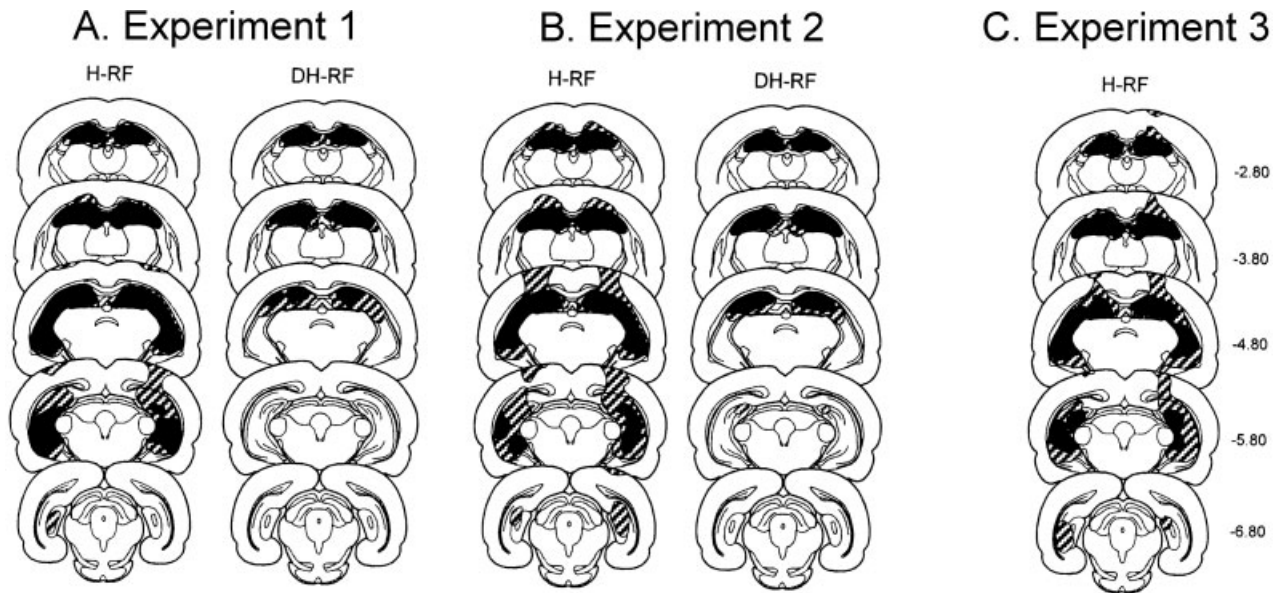 A. Experiment 1
B. Experiment 2
C. Experiment 3
H-RF
DH-RF
H-RF
DH-RF
H-RF
-2.80
-3.80
-4.80
-5.80
-6.80